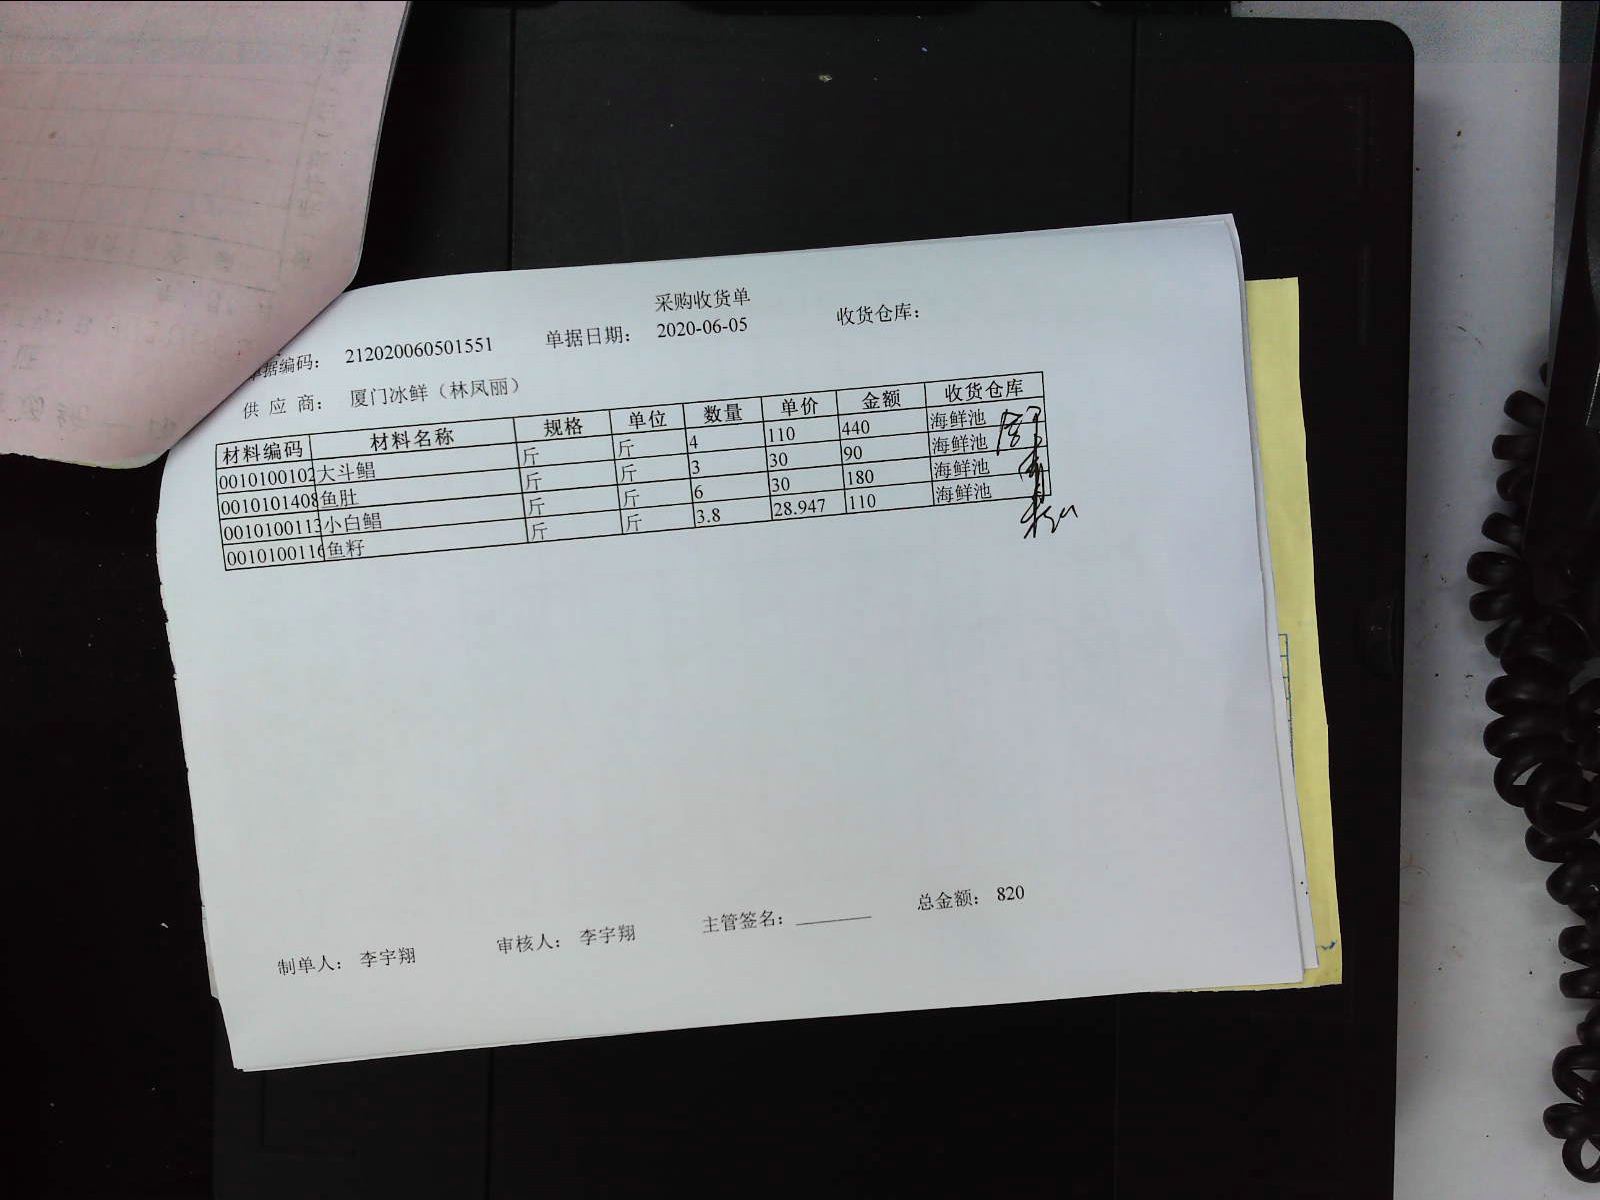 采购收货单
据编码： 212020060501551 单据日期： 2020-06-05 收货仓库：
供 应 商： 厦门冰鲜（林凤丽）
材料编码 材料名称 规格 单位 数量 单价 金额 收货仓库
0010100102 大斗鲳 斤 斤 4 110 440 海鲜池
0010101408 鱼肚 斤 斤 3 30 90 海鲜池
0010100113 小白鲳 斤 斤 6 30 180 海鲜池
0010100116 鱼籽 斤 斤 3.8 28.947 110 海鲜池
制单人： 李宇翔 审核人： 李宇翔 主管签名： 总金额： 820